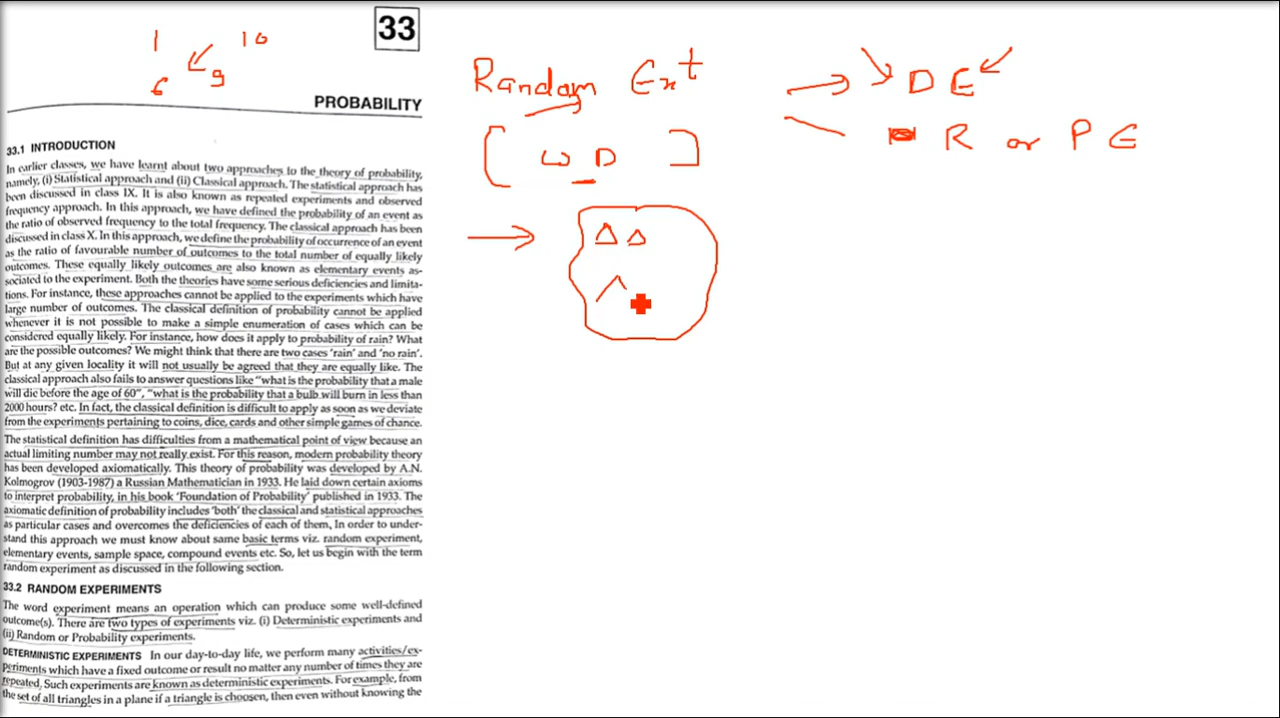 33
1 10
6 9
PROBABILITY
33.1 INTRODUCTION
In earlier classes, we have learnt about two approaches to the theory of probability,
namely, (i) Statistical approach and (ii) Classical approach. The statistical approach has
been discussed in class IX. It is also known as repeated experiments and observed
frequency approach. In this approach, we have defined the probability of an event as
the ratio of observed frequency to the total frequency. The classical approach has been
discussed in class X. In this approach, we define the probability of occurrence of an event
as the ratio of favourable number of outcomes to the total number of equally likely
outcomes. These equally likely outcomes are also known as elementary events as-
sociated to the experiment. Both the theories have some serious deficiencies and limita-
tions. For instance, these approaches cannot be applied to the experiments which have
large number of outcomes. The classical definition of probability cannot be applied
whenever it is not possible to make a simple enumeration of cases which can be
considered equally likely. For instance, how does it apply to probability of rain? What
are the possible outcomes? We might think that there are two cases 'rain' and 'no rain'.
But at any given locality it will not usually be agreed that they are equally like. The
classical approach also fails to answer questions like "what is the probability that a male
will die before the age of 60", "what is the probability that a bulb will burn in less than
2000 hours? etc. In fact, the classical definition is difficult to apply as soon as we deviate
from the experiments pertaining to coins, dice, cards and other simple games of chance.
The statistical definition has difficulties from a mathematical point of view because an
actual limiting number may not really exist. For this reason, modern probability theory
has been developed axiomatically. This theory of probability was developed by A.N.
Kolmogrov (1903-1987) a Russian Mathematician in 1933. He laid down certain axioms
to interpret probability, in his book 'Foundation of Probability' published in 1933. The
axiomatic definition of probability includes 'both' the classical and statistical approaches
as particular cases and overcomes the deficiencies of each of them, In order to under-
stand this approach we must know about same basic terms viz. random experiment,
elementary events, sample space, compound events etc. So, let us begin with the term
random experiment as discussed in the following section.
33.2 RANDOM EXPERIMENTS
The word experiment means an operation which can produce some well-defined
outcome(s). There are two types of experiments viz. (i) Deterministic experiments and
(ii) Random or Probability experiments.
DETERMINISTIC EXPERIMENTS In our day-to-day life, we perform many activities/ex-
periments which have a fixed outcome or result no matter any number of times they are
repeated, Such experiments are known as deterministic experiments. For example, from
the set of all triangles in a plane if a triangle is choosen, then even without knowing the
Random Ext
[ W D ]
D E
R or P E